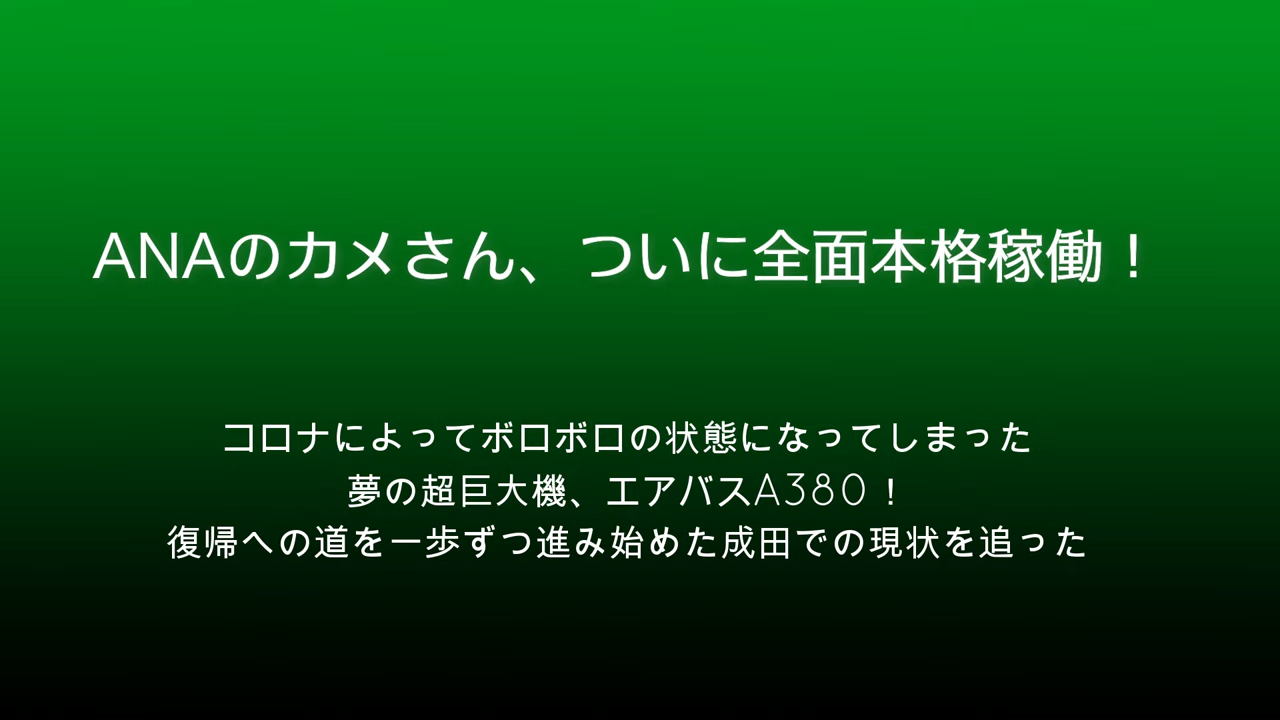 ANAのカメさん、ついに全面本格稼働！
コロナによってボロボロの状態になってしまった
夢の超巨大機、エアバスA380！
復帰への道を一歩ずつ進み始めた成田での現状を追った